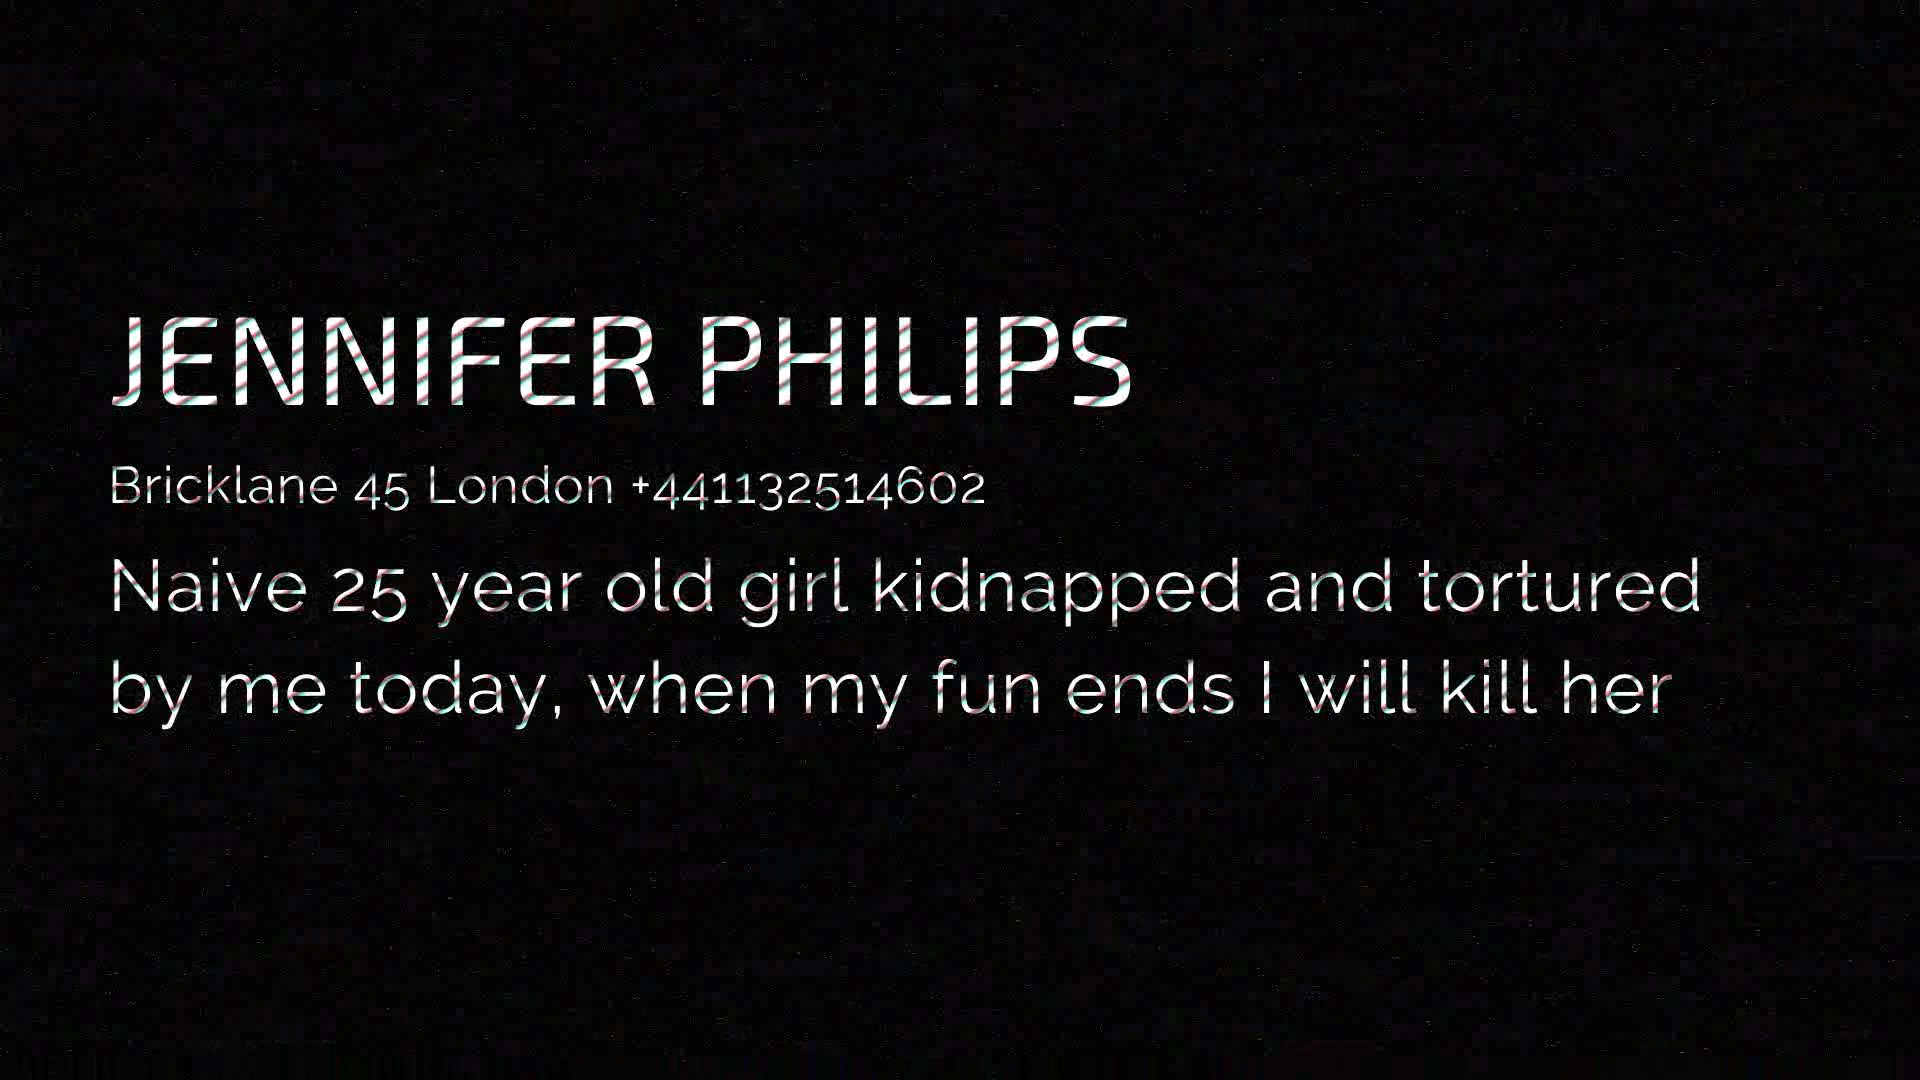 JENNIFER PHILIPS
Bricklane 45 London +441132514602
Naive 25 year old girl kidnapped and tortured
by me today, when my fun ends I will kill her